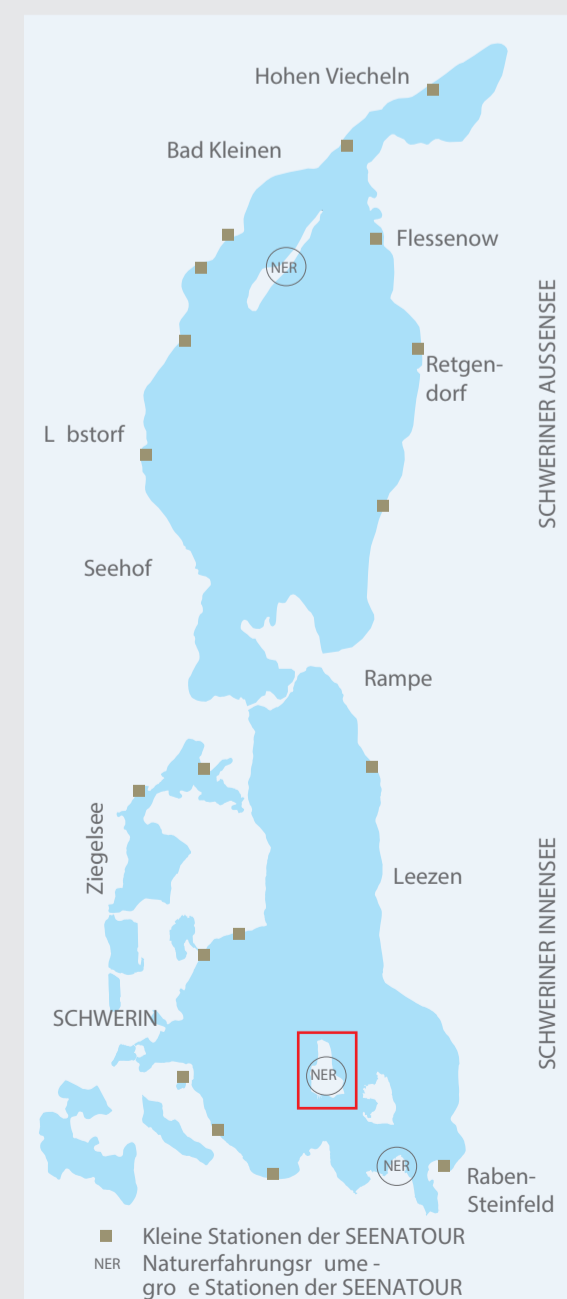 Hohen Viecheln
Bad Kleinen
Flessenow
NER
SCHWERINER AUSSENSEE
Retgen-
dorf
L bstorf
Seehof
Rampe
Ziegelsee
Leezen
SCHWERINER INNENSEE
SCHWERIN
NER
NER
Raben-
Steinfeld
Kleine Stationen der SEENATOUR
NER Naturerfahrungsr ume -
gro e Stationen der SEENATOUR